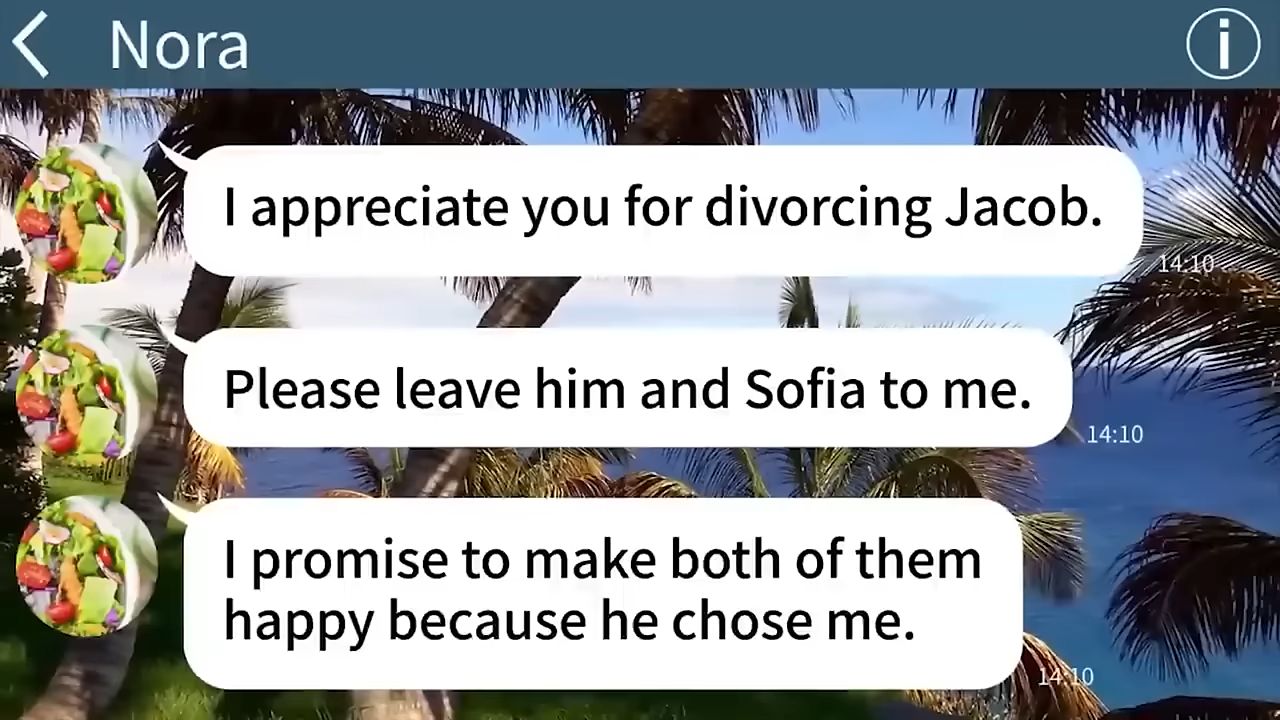 Nora
i
I appreciate you for divorcing Jacob.
14:10
Please leave him and Sofia to me.
14:10
I promise to make both of them
happy because he chose me.
14:10